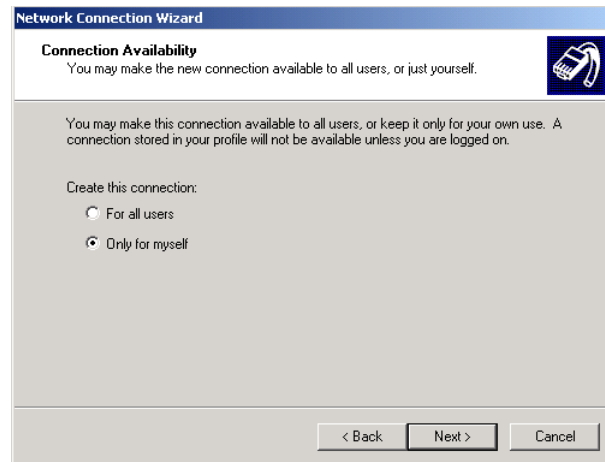 Network Connection Wizard
Connection Availability
You may make the new connection available to all users, or just yourself.
You may make this connection available to all users, or keep it only for your own use. A
connection stored in your profile will not be available unless you are logged on.
Create this connection:
For all users
Only for myself
< Back Next > Cancel